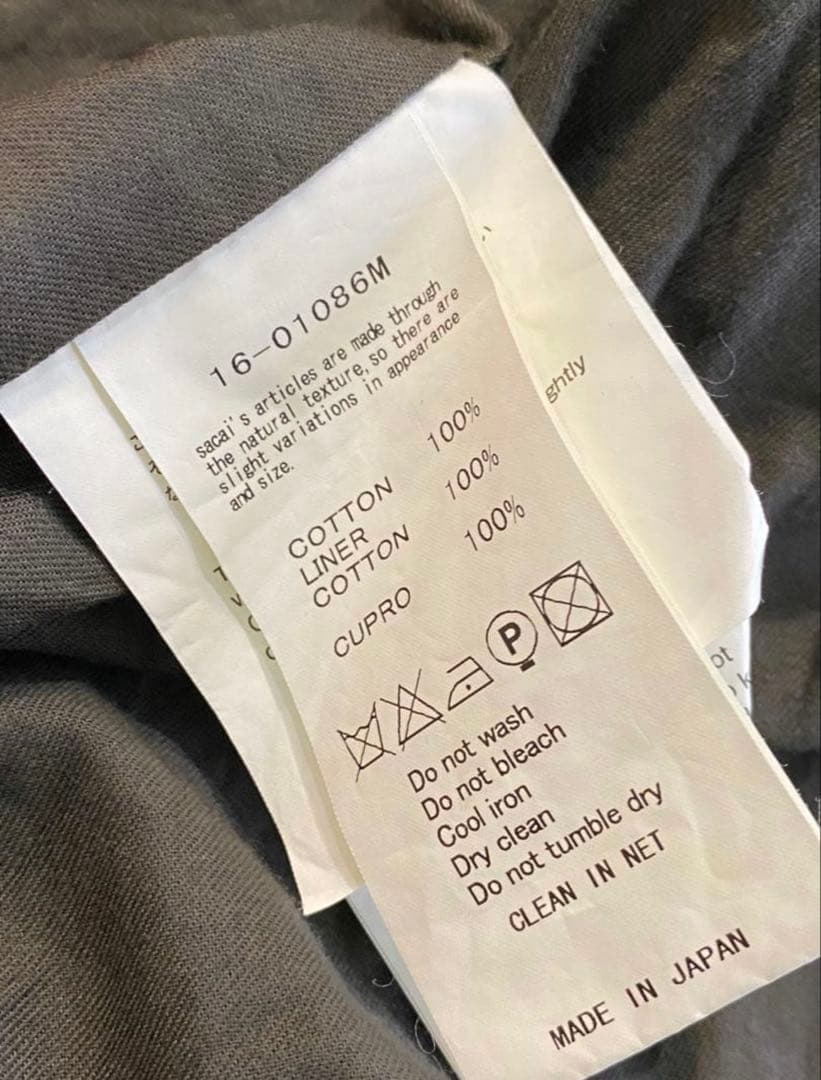 16-01086M
sacai's articles are made through
the natural texture, so there are
slight variations in appearance
and size.
COTTON 100%
LINER
COTTON 100%
CUPRO 100%
P
Do not wash
Do not bleach
Cool iron
Dry clean
Do not tumble dry
CLEAN IN NET
MADE IN JAPAN
ghtly
ot